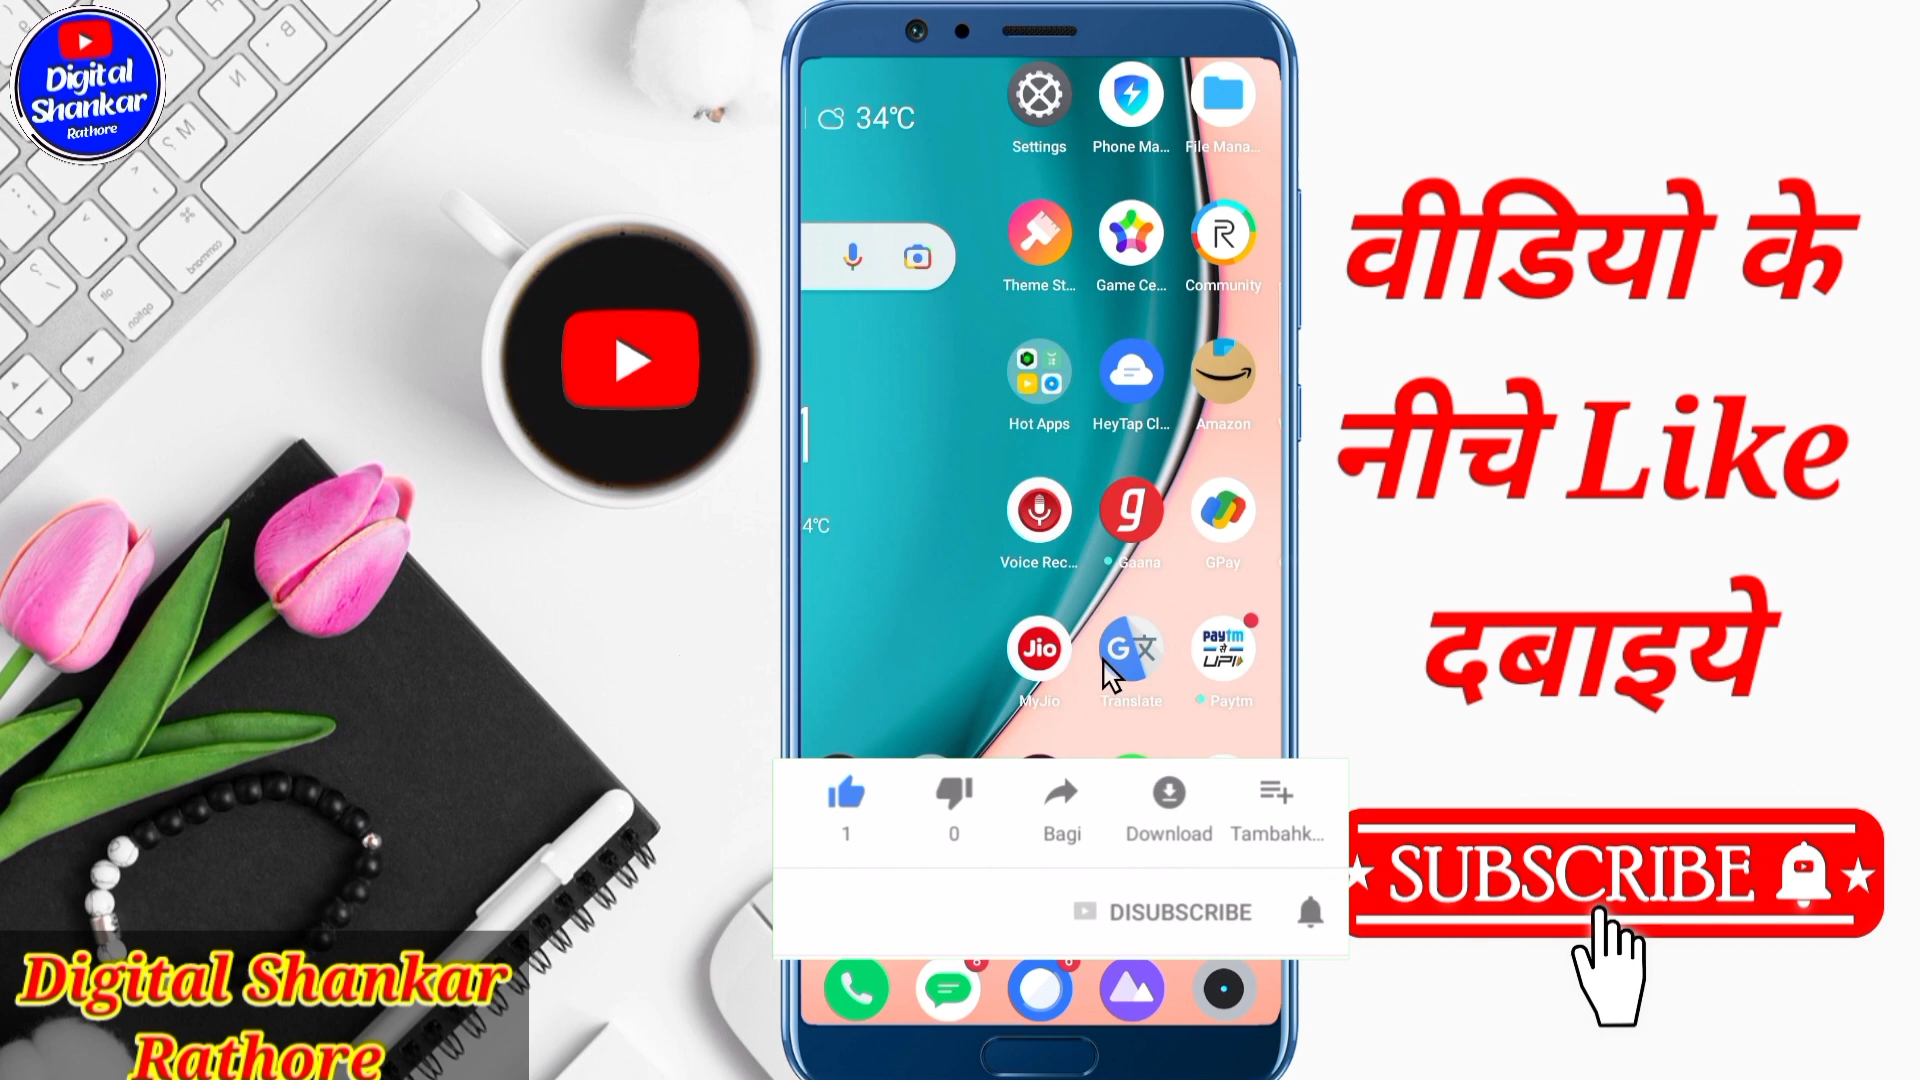 Digital
Shankar
Rathore
34°C
Settings
Phone Ma...
File Mana...
Theme St...
Game Ce...
Community
Hot Apps
HeyTap Cl...
Amazon
4°C
Voice Rec...
Gaana
GPay
Jio
paytm
से
UPI
MyJio
Translate
Paytm
1
0
Bagi
Download
Tambahk...
DISUBSCRIBE
वीडियो के
नीचे Like
दबाइये
SUBSCRIBE
Digital Shankar
Rathore